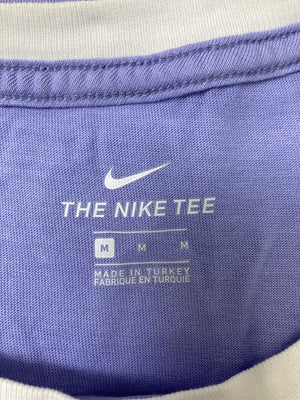 THE NIKE TEE
M M M
MADE IN TURKEY
FABRIQUE EN TURQUIE